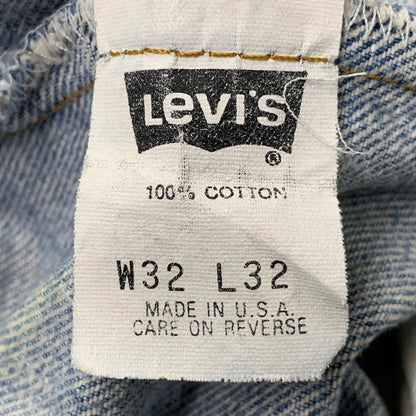 LEVI'S
®
100% COTTON
W32 L32
MADE IN U.S.A.
CARE ON REVERSE